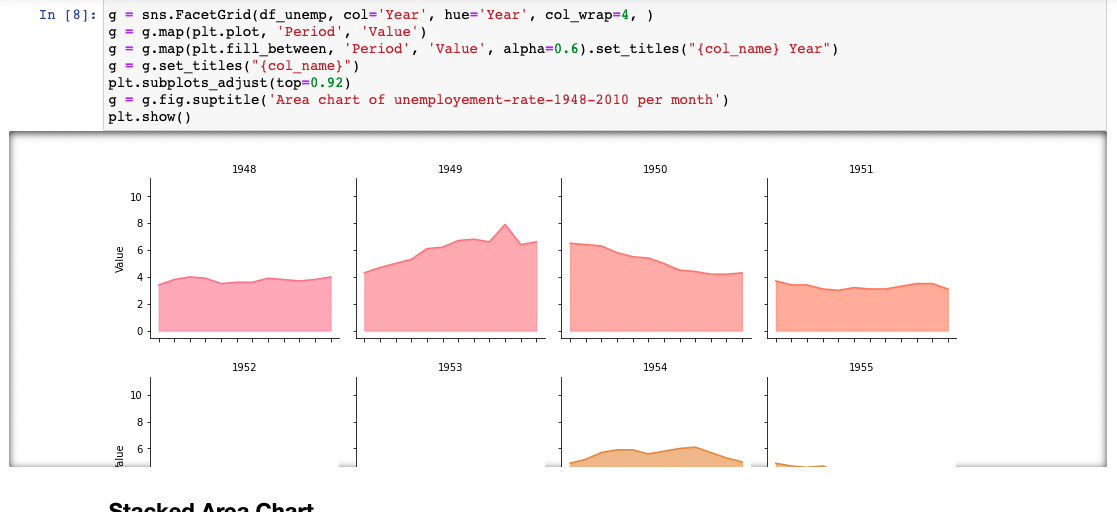 In [8]: g = sns.FacetGrid(df_unemp, col='Year', hue='Year', col_wrap=4, )
g = g.map(plt.plot, 'Period', 'Value')
g = g.map(plt.fill_between, 'Period', 'Value', alpha=0.6).set_titles("{col_name} Year")
g = g.set_titles("{col_name}")
plt.subplots_adjust(top=0.92)
g = g.fig.suptitle('Area chart of unemployement-rate-1948-2010 per month')
plt.show()
1948 1949 1950 1951
10
8
6
4
2
0
Value
1952 1953 1954 1955
10
8
6
alue
Stacked Area Chart